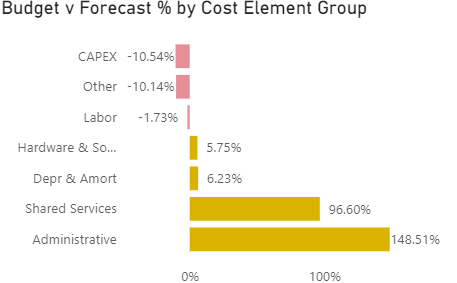 Budget v Forecast % by Cost Element Group
CAPEX -10.54%
Other -10.14%
Labor -1.73%
Hardware & So... 5.75%
Depr & Amort 6.23%
Shared Services 96.60%
Administrative 148.51%
0% 100%